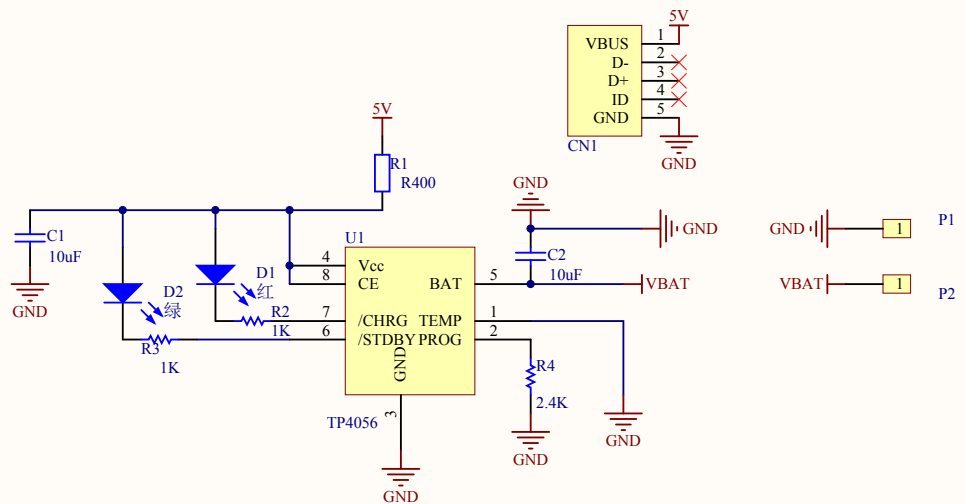 5V
VBUS 1
D- 2
D+ 3
ID 4
GND 5
CN1
GND
5V
R1
R400
GND
C1
10uF
GND
D2
绿
D1
红
R2
1K
R3
1K
U1
4 Vcc
8 CE
7 /CHRG
6 /STDBY
BAT 5
TEMP 1
PROG 2
GND
3
TP4056
GND
C2
10uF
GND
VBAT
R4
2.4K
GND
GND
GND 1 P1
VBAT 1 P2